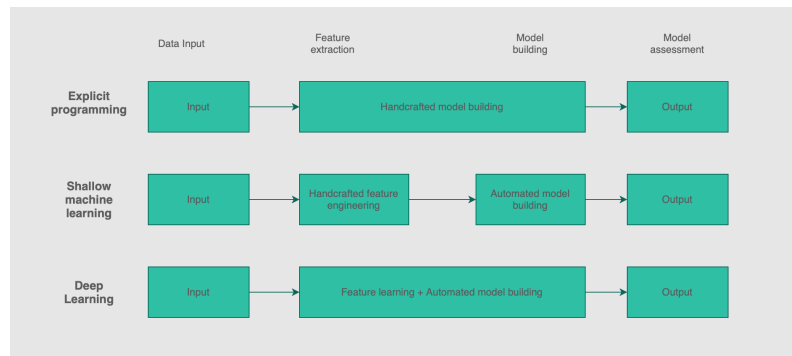 Data Input
Feature
extraction
Model
building
Model
assessment
Explicit
programming
Input
Handcrafted model building
Output
Shallow
machine
learning
Input
Handcrafted feature
engineering
Automated model
building
Output
Deep
Learning
Input
Feature learning + Automated model building
Output